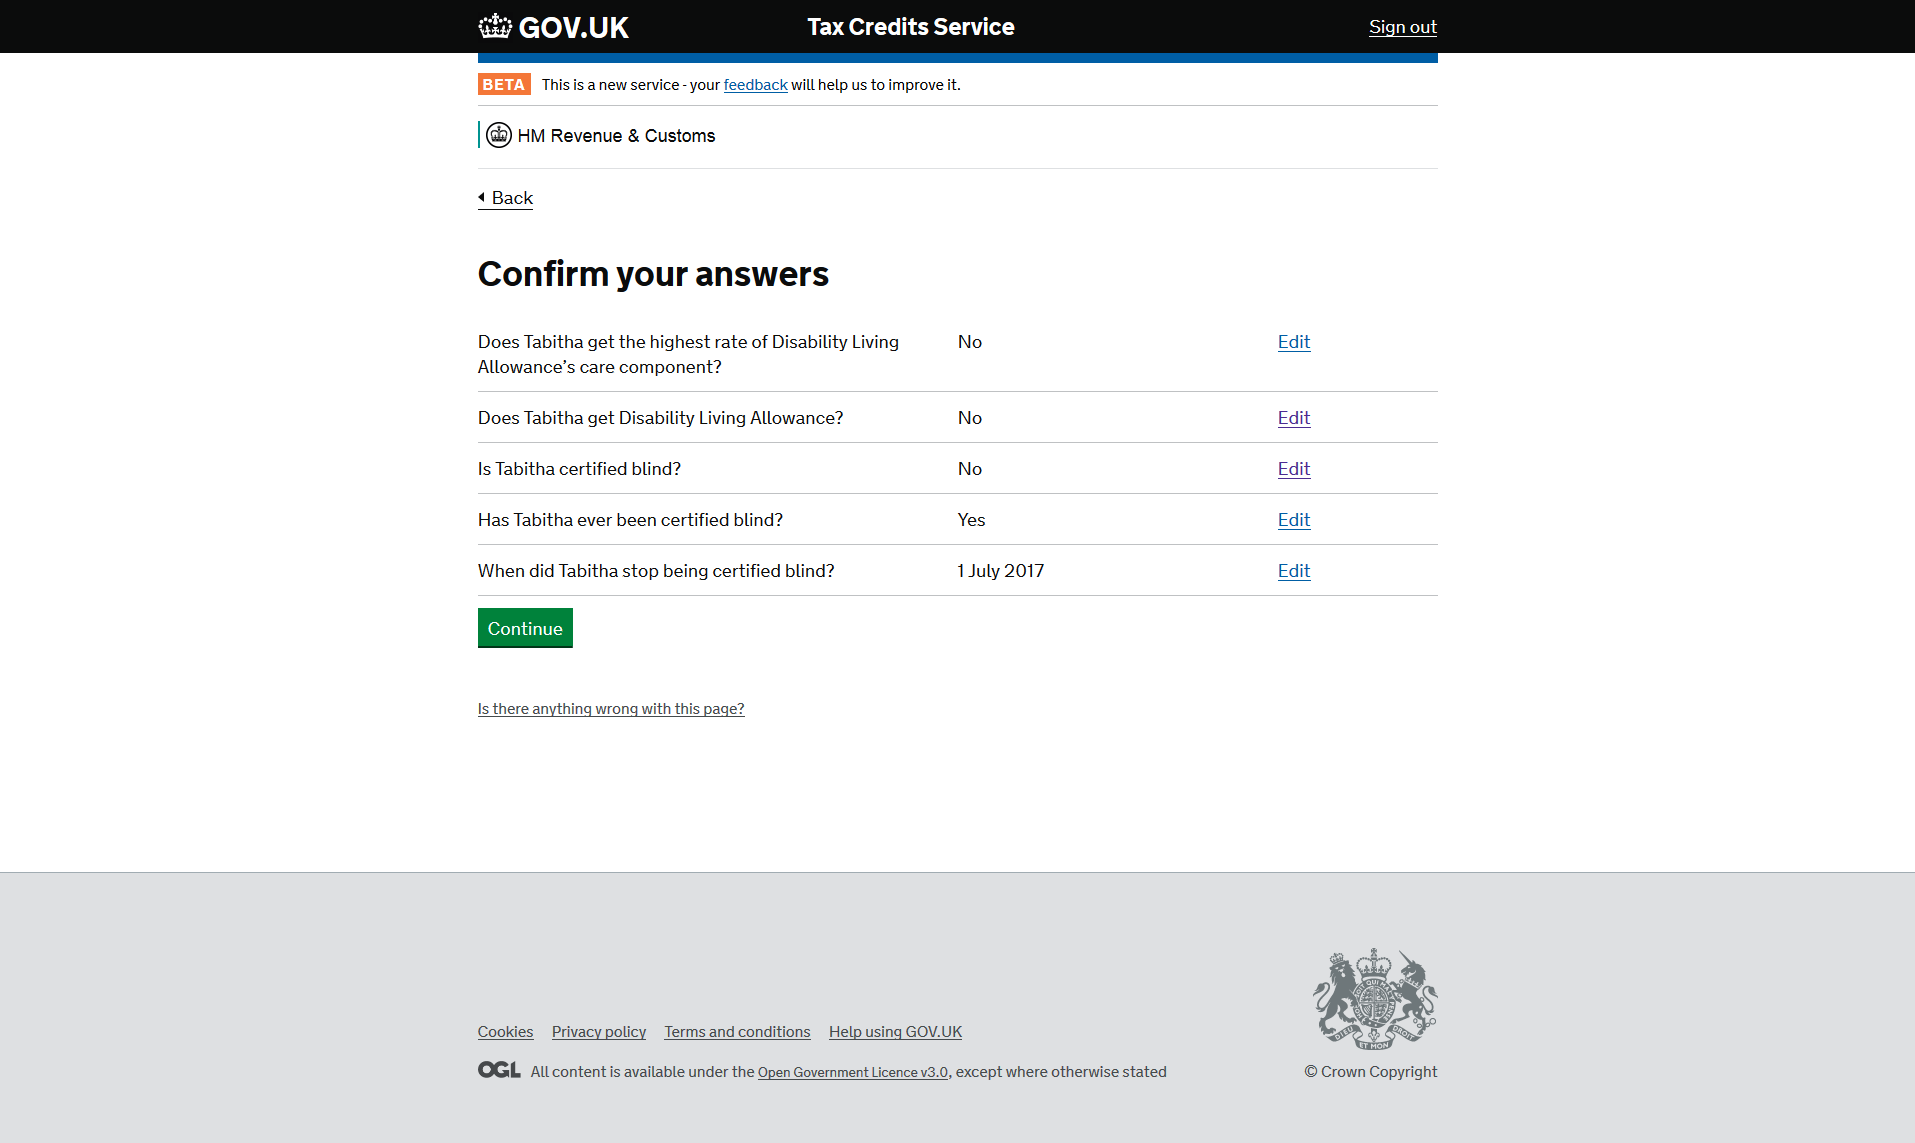 GOV.UK Tax Credits Service Sign out
BETA This is a new service - your feedback will help us to improve it.
HM Revenue & Customs
Back
Confirm your answers
Does Tabitha get the highest rate of Disability Living No Edit
Allowance’s care component?
Does Tabitha get Disability Living Allowance? No Edit
Is Tabitha certified blind? No Edit
Has Tabitha ever been certified blind? Yes Edit
When did Tabitha stop being certified blind? 1 July 2017 Edit
Continue
Is there anything wrong with this page?
DIEU ET MON DROIT
Cookies Privacy policy Terms and conditions Help using GOV.UK
OGL All content is available under the Open Government Licence v3.0, except where otherwise stated © Crown Copyright